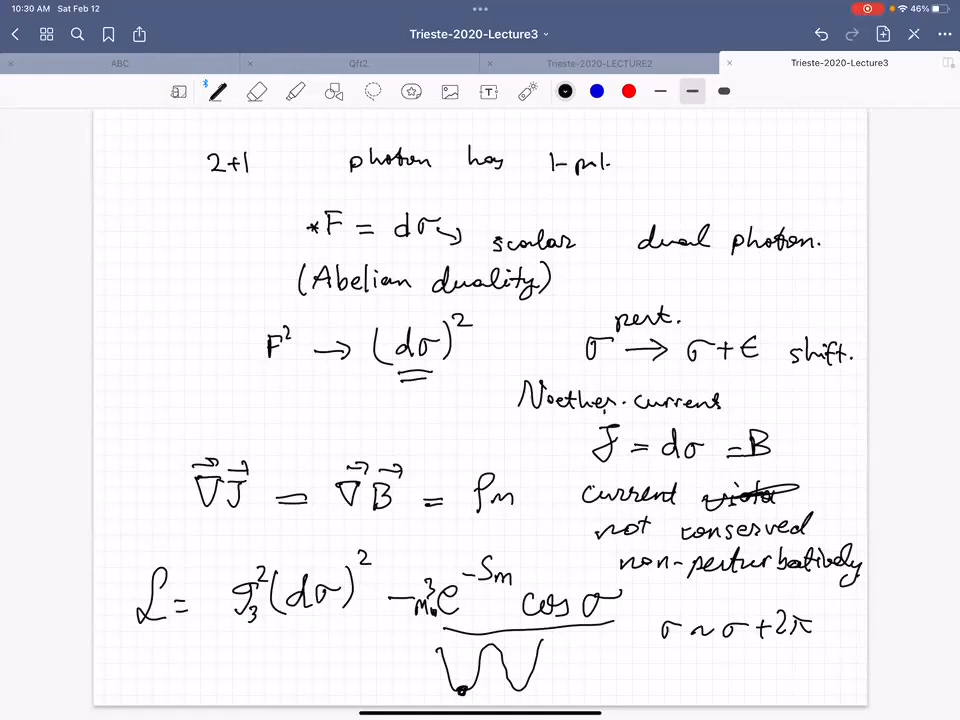 10:30 AM Sat Feb 12
46%
Trieste-2020-Lecture3
ABC
Qft2.
Trieste-2020-LECTURE2
Trieste-2020-Lecture3
2+1 photon has 1-pol.
*F = dσ → scalar dual photon.
(Abelian duality)
pert.
F² → (dσ)² σ → σ+ε shift.
Noether current
J = dσ = B
∇J = ∇B = ρm current
not conserved
non-perturbatively
L = g₃²(dσ)² - m³e^-Sm cos σ
σ ~ σ+2π